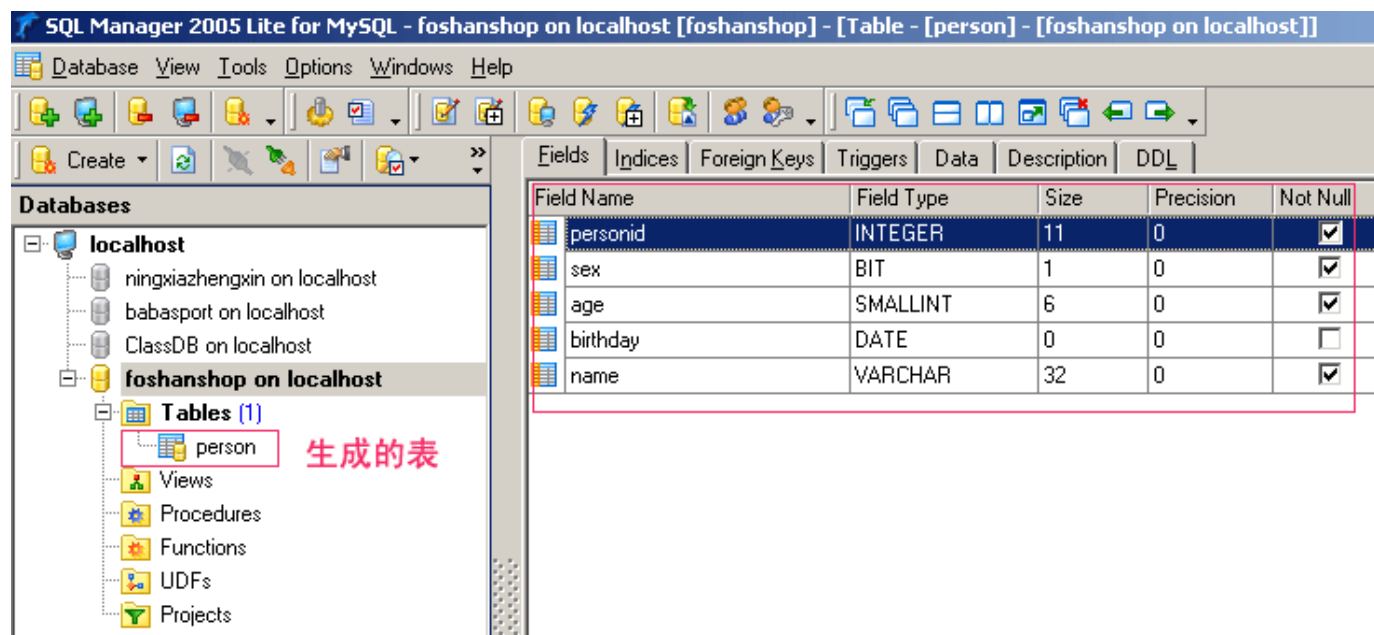 SQL Manager 2005 Lite for MySQL - foshanshop on localhost [foshanshop] - [Table - [person] - [foshanshop on localhost]]
Database View Tools Options Windows Help
Create
Fields Indices Foreign Keys Triggers Data Description DDL
Databases
localhost
ningxiazhengxin on localhost
babasport on localhost
ClassDB on localhost
foshanshop on localhost
Tables (1)
person
生成的表
Views
Procedures
Functions
UDFs
Projects
Field Name Field Type Size Precision Not Null
personid INTEGER 11 0
sex BIT 1 0
age SMALLINT 6 0
birthday DATE 0 0
name VARCHAR 32 0